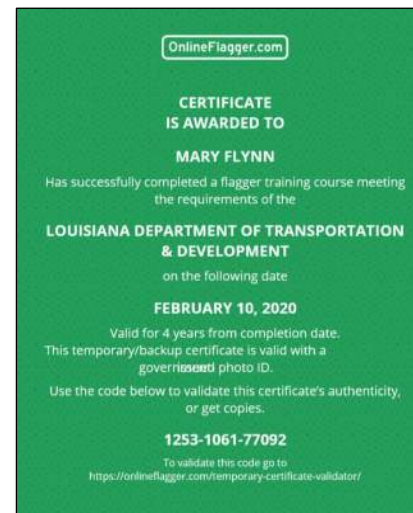 OnlineFlagger.com
CERTIFICATE
IS AWARDED TO
MARY FLYNN
Has successfully completed a flagger training course meeting
the requirements of the
LOUISIANA DEPARTMENT OF TRANSPORTATION
& DEVELOPMENT
on the following date
FEBRUARY 10, 2020
Valid for 4 years from completion date.
This temporary/backup certificate is valid with a
photo ID.
Use the code below to validate this certificate's authenticity,
or get copies.
1253-1061-77092
To validate this code go to
https://onlineflagger.com/temporary-certificate-validator/